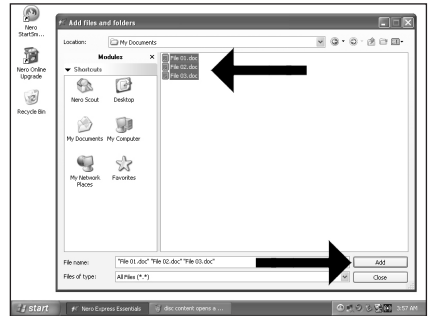 Nero
StartSm...
Nero Online
Upgrade
Recycle Bin
Add files and folders
Location:
My Documents
Modules
Shortcuts
Nero Scout
Desktop
My Documents
My Computer
My Network
Places
Favorites
File 01.doc
File 02.doc
File 03.doc
File name:
"File 01.doc" "File 02.doc" "File 03.doc"
Add
Files of type:
All Files (*.*)
Close
start
Nero Express Essentials
disc content opens a ...
3:57 AM